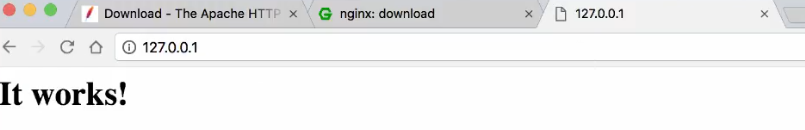 Download - The Apache HTTP
nginx: download
127.0.0.1
127.0.0.1
It works!